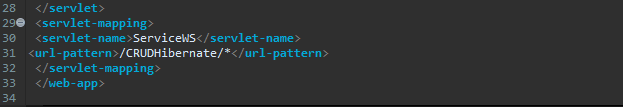 28 </servlet>
29 <servlet-mapping>
30 <servlet-name>ServiceWS</servlet-name>
31 <url-pattern>/CRUDHibernate/*</url-pattern>
32 </servlet-mapping>
33 </web-app>
34